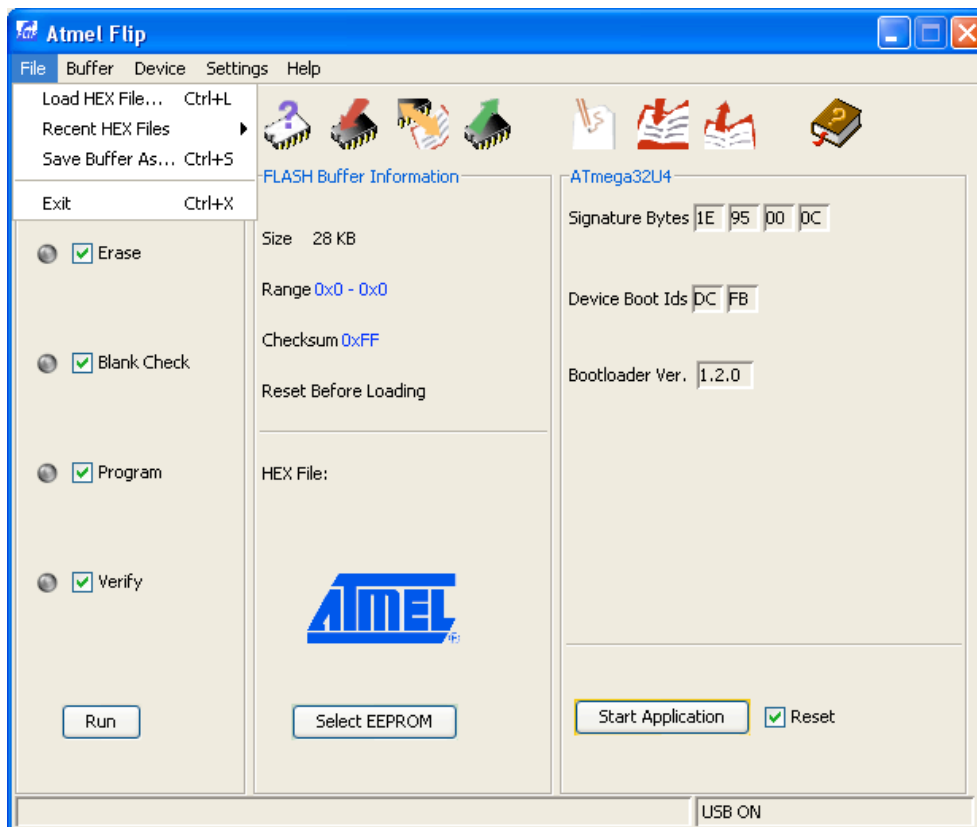 Atmel Flip
File Buffer Device Settings Help
Load HEX File... Ctrl+L
Recent HEX Files
Save Buffer As... Ctrl+S
Exit Ctrl+X
Erase
Blank Check
Program
Verify
Run
FLASH Buffer Information
Size 28 KB
Range 0x0 - 0x0
Checksum 0xFF
Reset Before Loading
HEX File:
ATMEL®
Select EEPROM
ATmega32U4
Signature Bytes 1E 95 00 0C
Device Boot Ids DC FB
Bootloader Ver. 1.2.0
Start Application Reset
USB ON